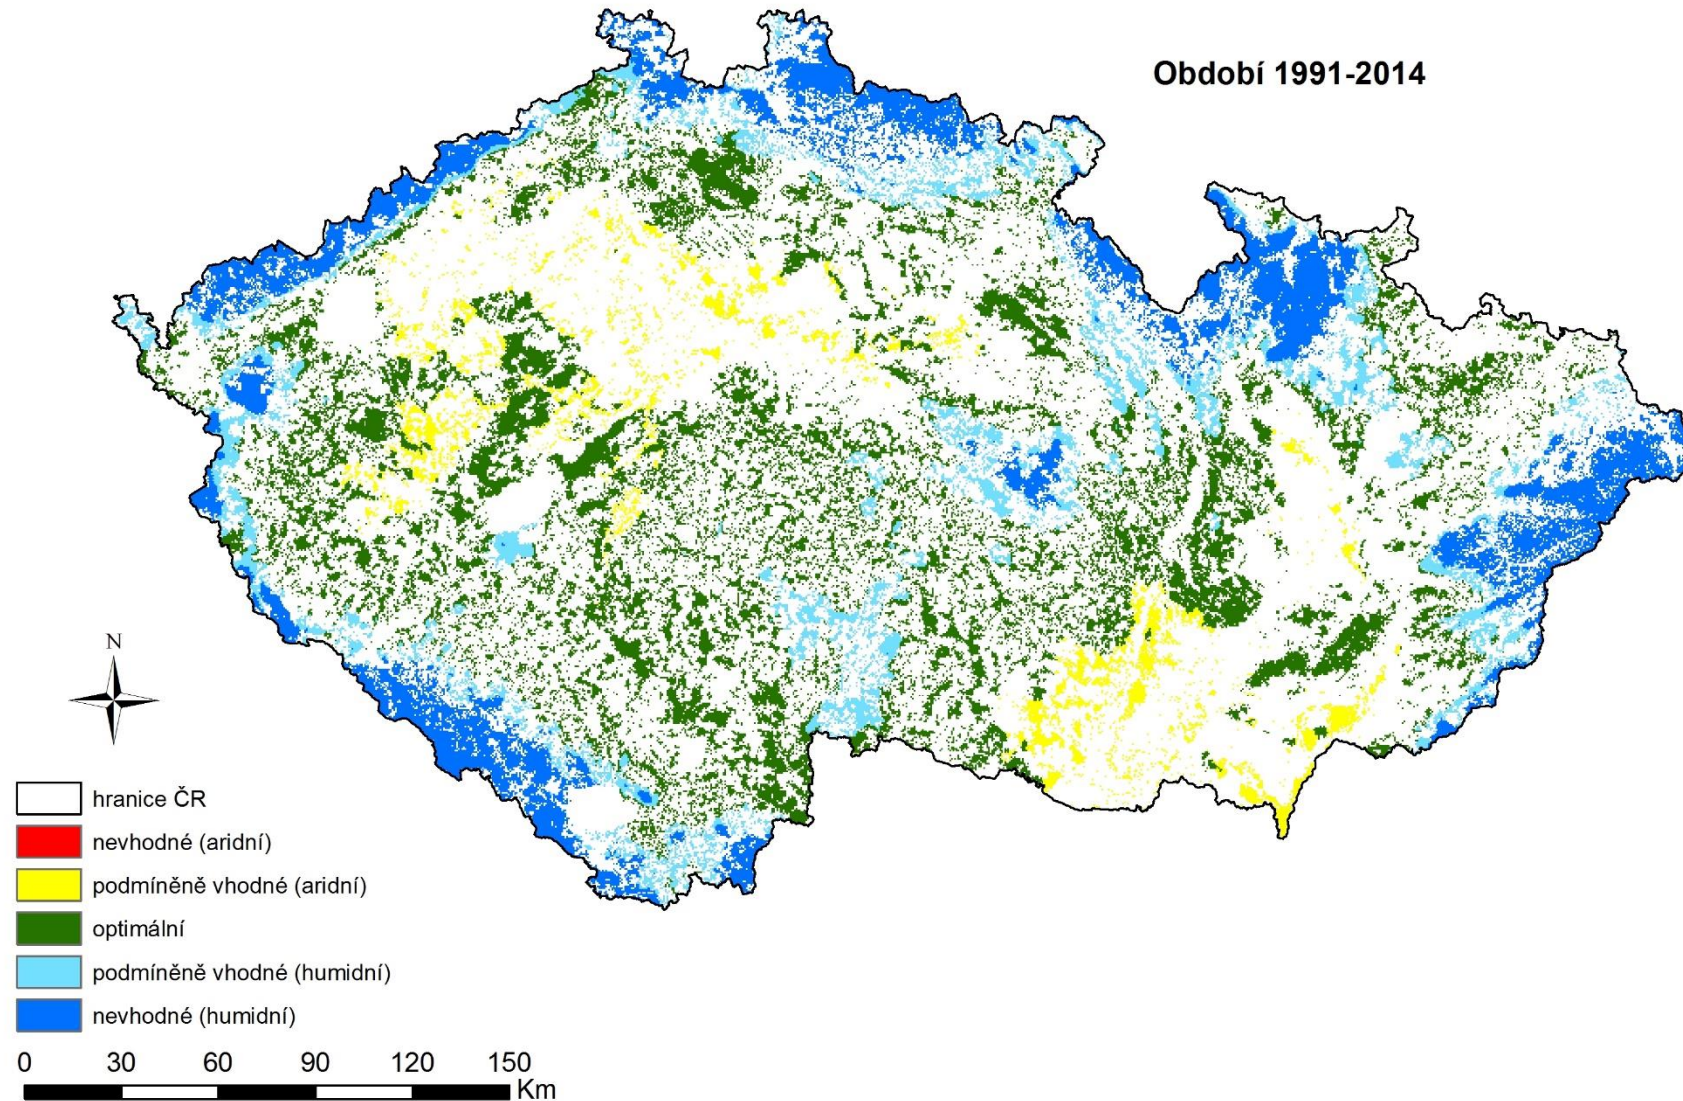 Období 1991-2014
N
hranice ČR
nevhodné (aridní)
podmíněně vhodné (aridní)
optimální
podmíněně vhodné (humidní)
nevhodné (humidní)
0 30 60 90 120 150
Km